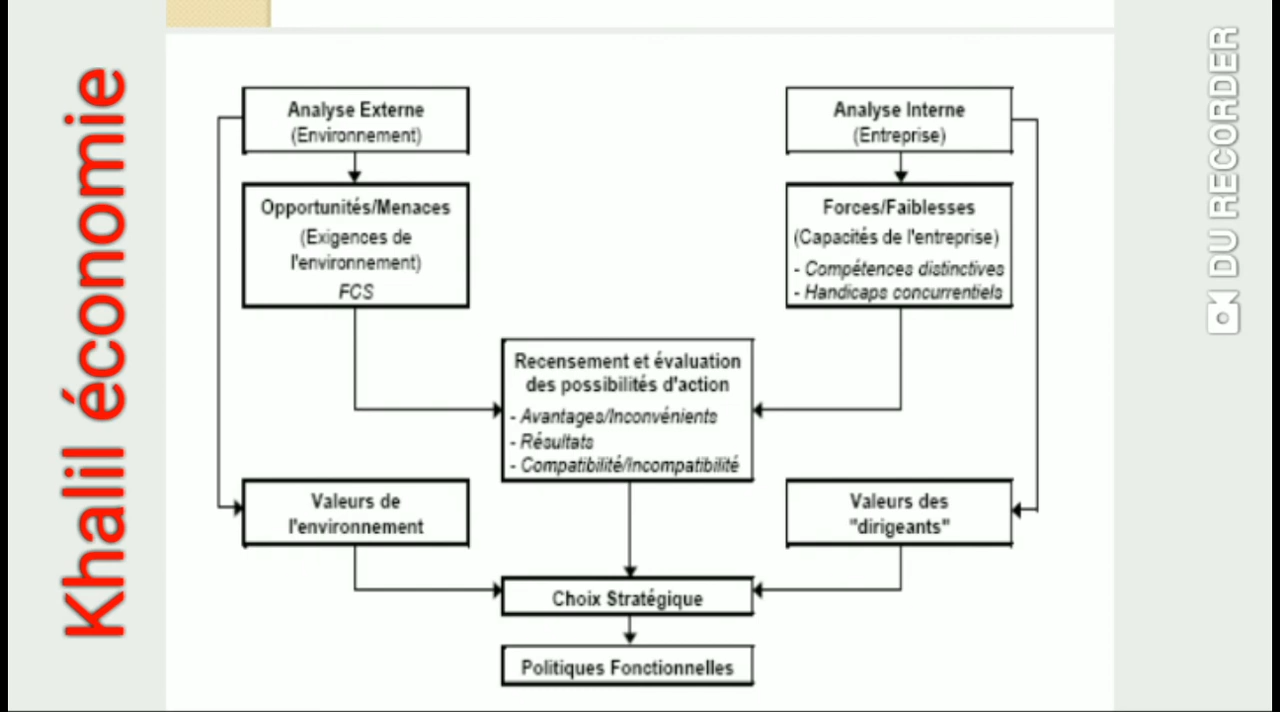 Khalil économie
DU RECORDER
Analyse Externe
(Environnement)
Analyse Interne
(Entreprise)
Opportunités/Menaces
(Exigences de
l'environnement)
FCS
Forces/Faiblesses
(Capacités de l'entreprise)
- Compétences distinctives
- Handicaps concurrentiels
Recensement et évaluation
des possibilités d'action
- Avantages/Inconvénients
- Résultats
- Compatibilité/Incompatibilité
Valeurs de
l'environnement
Valeurs des
"dirigeants"
Choix Stratégique
Politiques Fonctionnelles